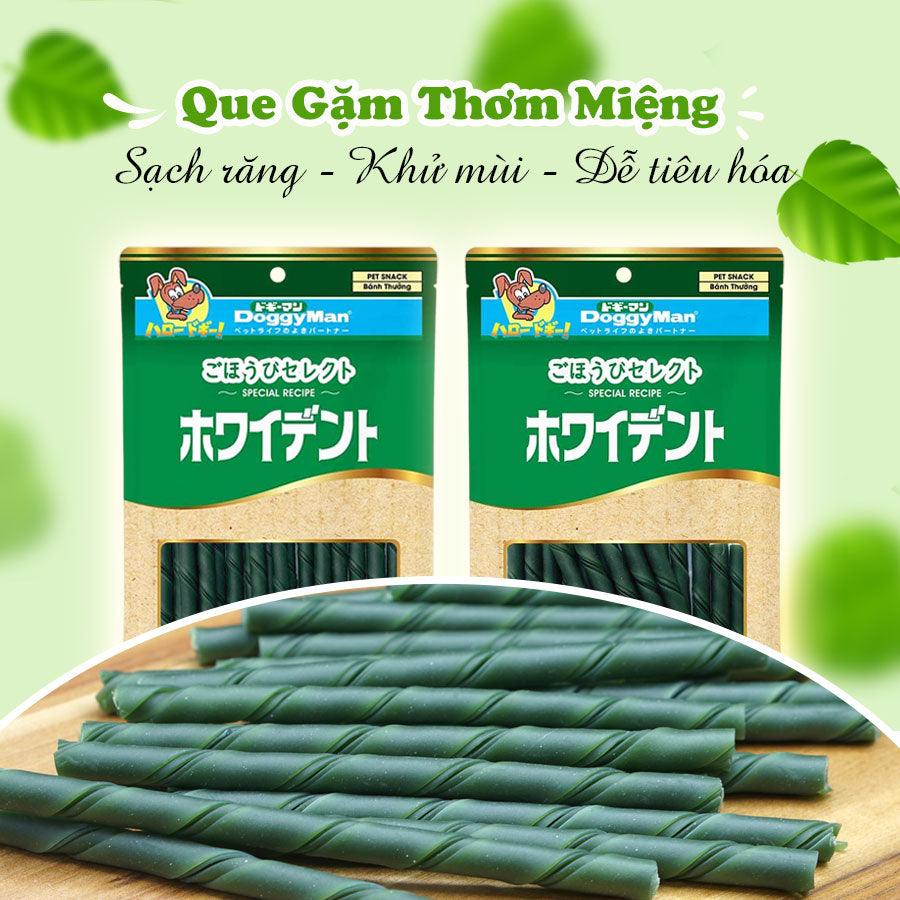 Que Gặm Thơm Miệng
Sạch răng - Khử mùi - Dễ tiêu hóa
PET SNACK
Bánh Thưởng
ハロードギー!
ドギーマン
DoggyMan
ペットライフのよきパートナー
ごほうびセレクト
SPECIAL RECIPE
ホワイデント
PET SNACK
Bánh Thưởng
ハロードギー!
ドギーマン
DoggyMan
ペットライフのよきパートナー
ごほうびセレクト
SPECIAL RECIPE
ホワイデント